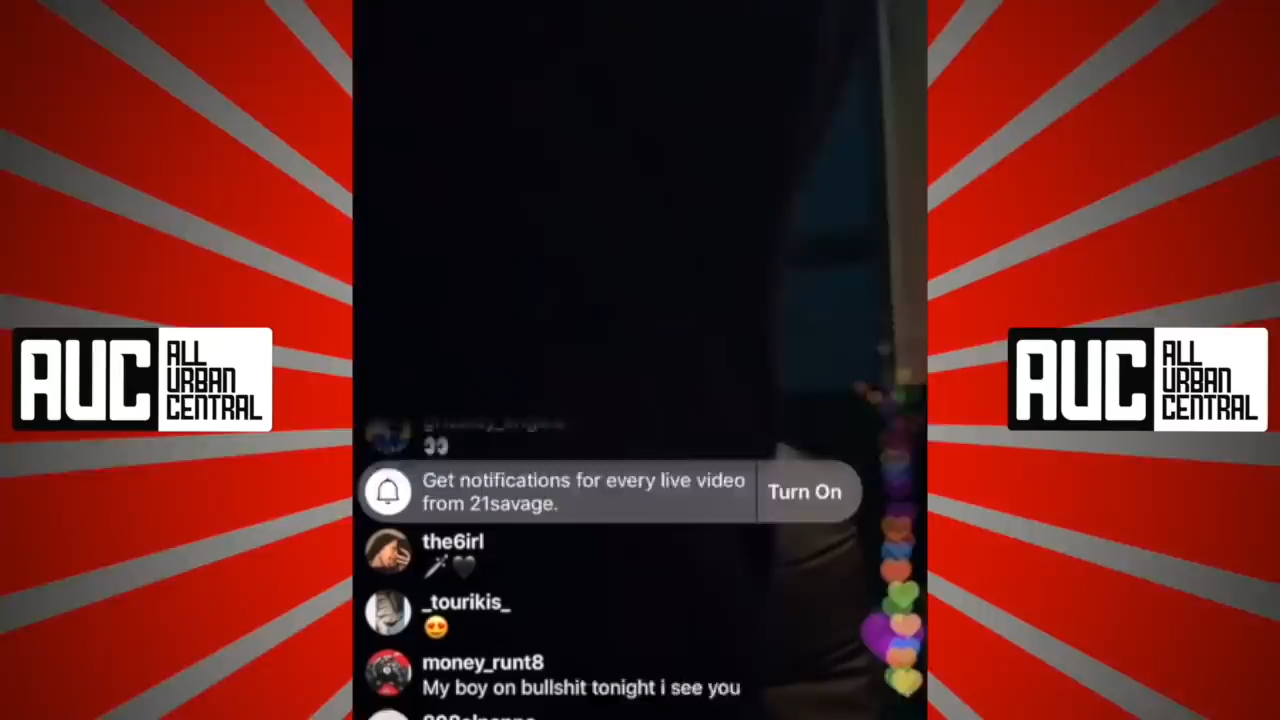 AUC
ALL
URBAN
CENTRAL
AUC
ALL
URBAN
CENTRAL
Get notifications for every live video
from 21savage.
Turn On
the6irl
_tourikis_
money_runt8
My boy on bullshit tonight i see you